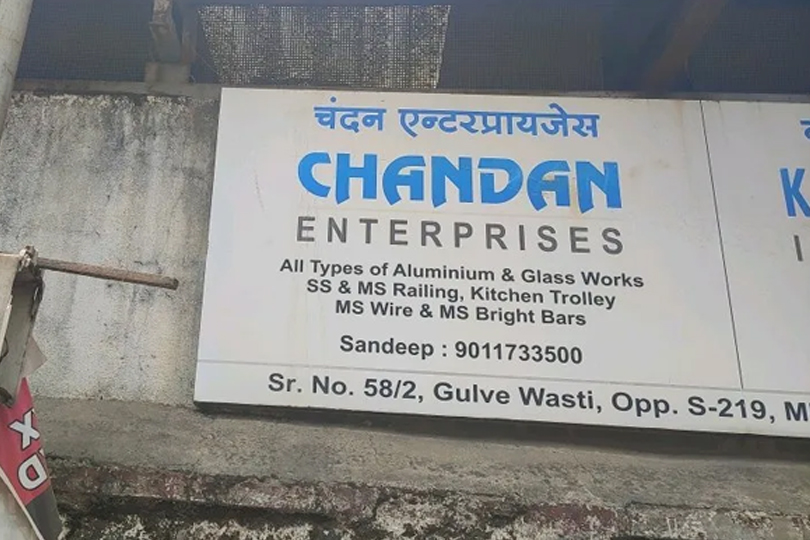 चंदन एन्टरप्रायजेस
CHANDAN
ENTERPRISES
All Types of Aluminium & Glass Works
SS & MS Railing, Kitchen Trolley
MS Wire & MS Bright Bars
Sandeep : 9011733500
Sr. No. 58/2, Gulve Wasti, Opp. S-219,